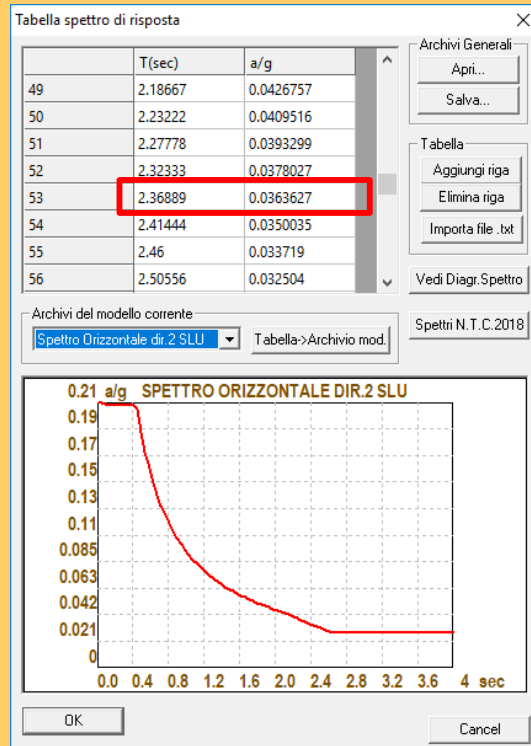 Tabella spettro di risposta
T(sec) a/g
49 2.18667 0.0426757
50 2.23222 0.0409516
51 2.27778 0.0393299
52 2.32333 0.0378027
53 2.36889 0.0363627
54 2.41444 0.0350035
55 2.46 0.033719
56 2.50556 0.032504
Archivi Generali
Apri...
Salva...
Tabella
Aggiungi riga
Elimina riga
Importa file .txt
Vedi Diagr.Spettro
Spettri N.T.C.2018
Archivi del modello corrente
Spettro Orizzontale dir.2 SLU
Tabella->Archivio mod.
0.21 a/g SPETTRO ORIZZONTALE DIR.2 SLU
0.19
0.17
0.15
0.13
0.11
0.085
0.063
0.042
0.021
0
0.0 0.4 0.8 1.2 1.6 2.0 2.4 2.8 3.2 3.6 4 sec
OK
Cancel